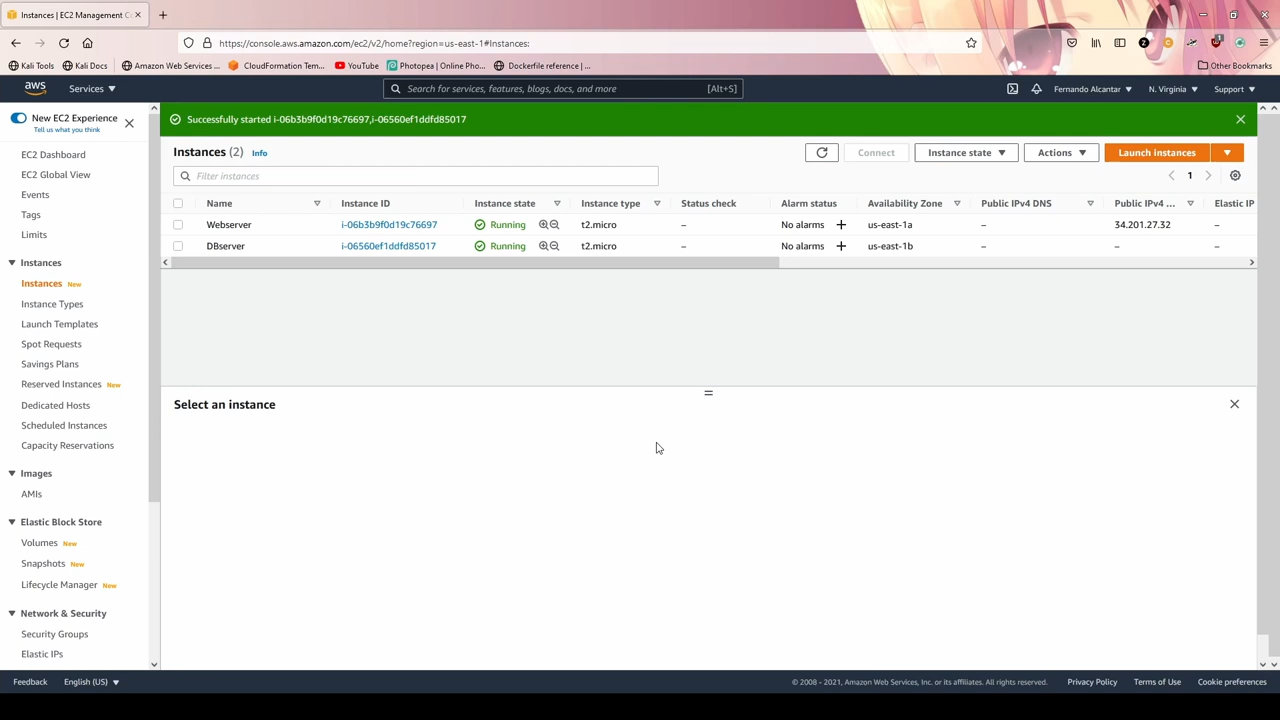 Instances | EC2 Management C
https://console.aws.amazon.com/ec2/v2/home?region=us-east-1#Instances:
Kali Tools Kali Docs Amazon Web Services ... CloudFormation Tem... YouTube Photopea | Online Pho... Dockerfile reference | ... Other Bookmarks
aws Services Search for services, features, blogs, docs, and more [Alt+S] Fernando Alcantar N. Virginia Support
New EC2 Experience
Tell us what you think
EC2 Dashboard
EC2 Global View
Events
Tags
Limits
Instances
Instances New
Instance Types
Launch Templates
Spot Requests
Savings Plans
Reserved Instances New
Dedicated Hosts
Scheduled Instances
Capacity Reservations
Images
AMIs
Elastic Block Store
Volumes New
Snapshots New
Lifecycle Manager New
Network & Security
Security Groups
Elastic IPs
Successfully started i-06b3b9f0d19c76697,i-06560ef1ddfd85017
Instances (2) Info Connect Instance state Actions Launch instances
Filter instances 1
Name Instance ID Instance state Instance type Status check Alarm status Availability Zone Public IPv4 DNS Public IPv4 ... Elastic IP
Webserver i-06b3b9f0d19c76697 Running t2.micro – No alarms + us-east-1a – 34.201.27.32 –
DBserver i-06560ef1ddfd85017 Running t2.micro – No alarms + us-east-1b – – –
Select an instance
Feedback English (US) © 2008 - 2021, Amazon Web Services, Inc. or its affiliates. All rights reserved. Privacy Policy Terms of Use Cookie preferences